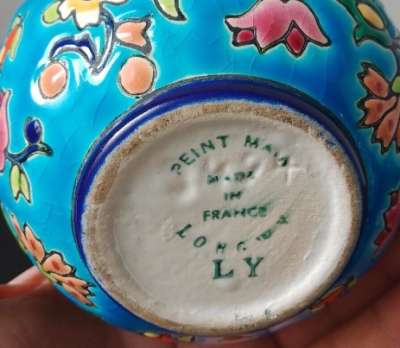 PEINT MAIN
MADE
IN
FRANCE
LONGWY
LY